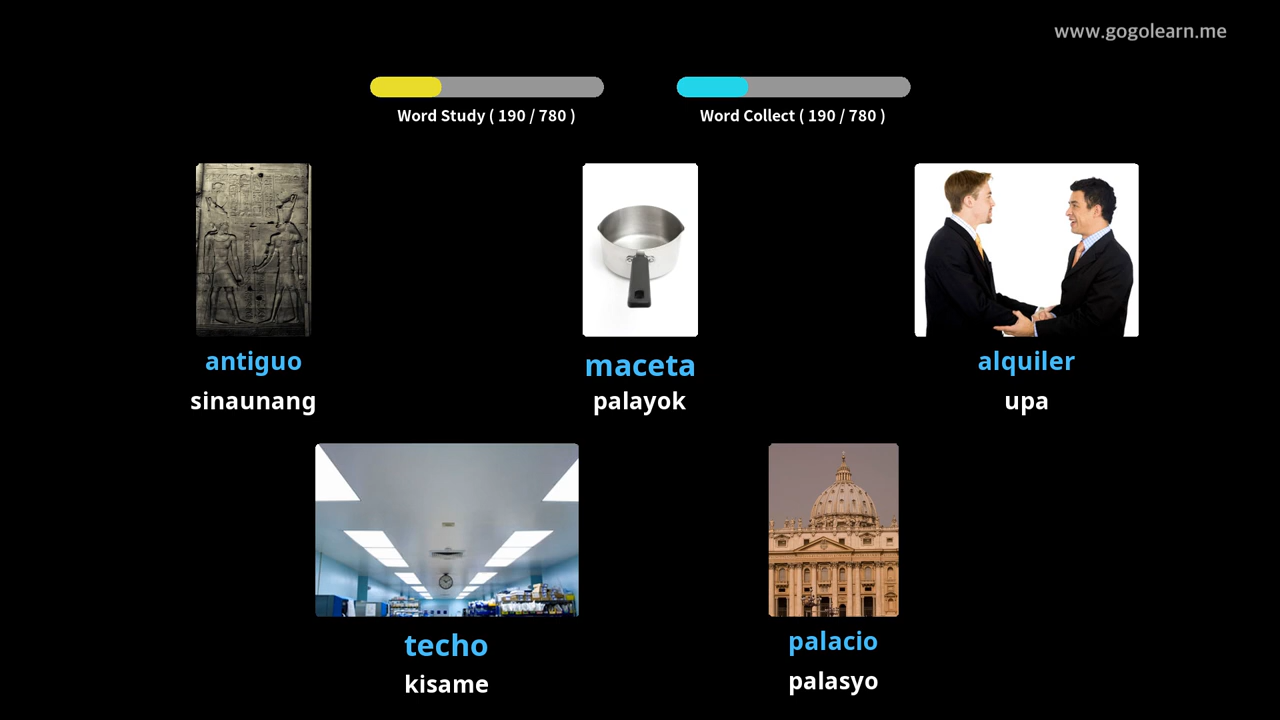 www.gogolearn.me
Word Study ( 190 / 780 )
Word Collect ( 190 / 780 )
antiguo
sinaunang
maceta
palayok
alquiler
upa
techo
kisame
palacio
palasyo